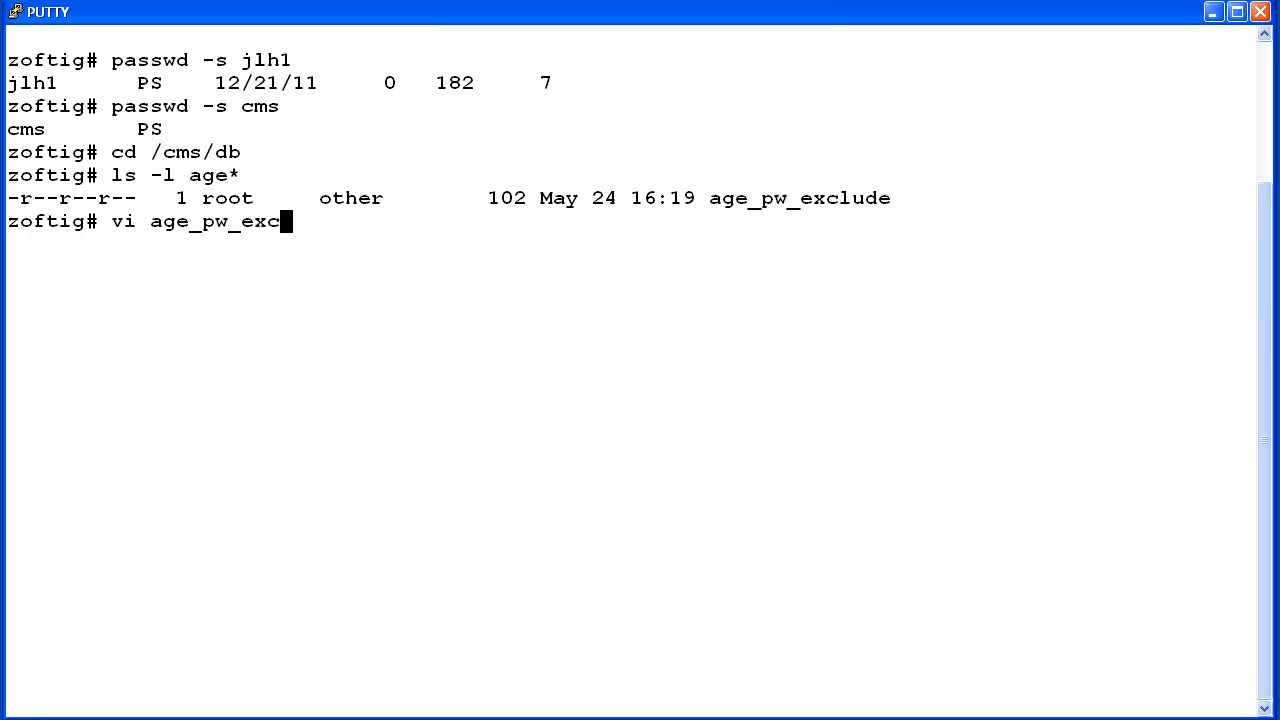 PUTTY
zoftig# passwd -s jlh1
jlh1      PS    12/21/11     0   182     7
zoftig# passwd -s cms
cms       PS
zoftig# cd /cms/db
zoftig# ls -l age*
-r--r--r--   1 root     other        102 May 24 16:19 age_pw_exclude
zoftig# vi age_pw_exc